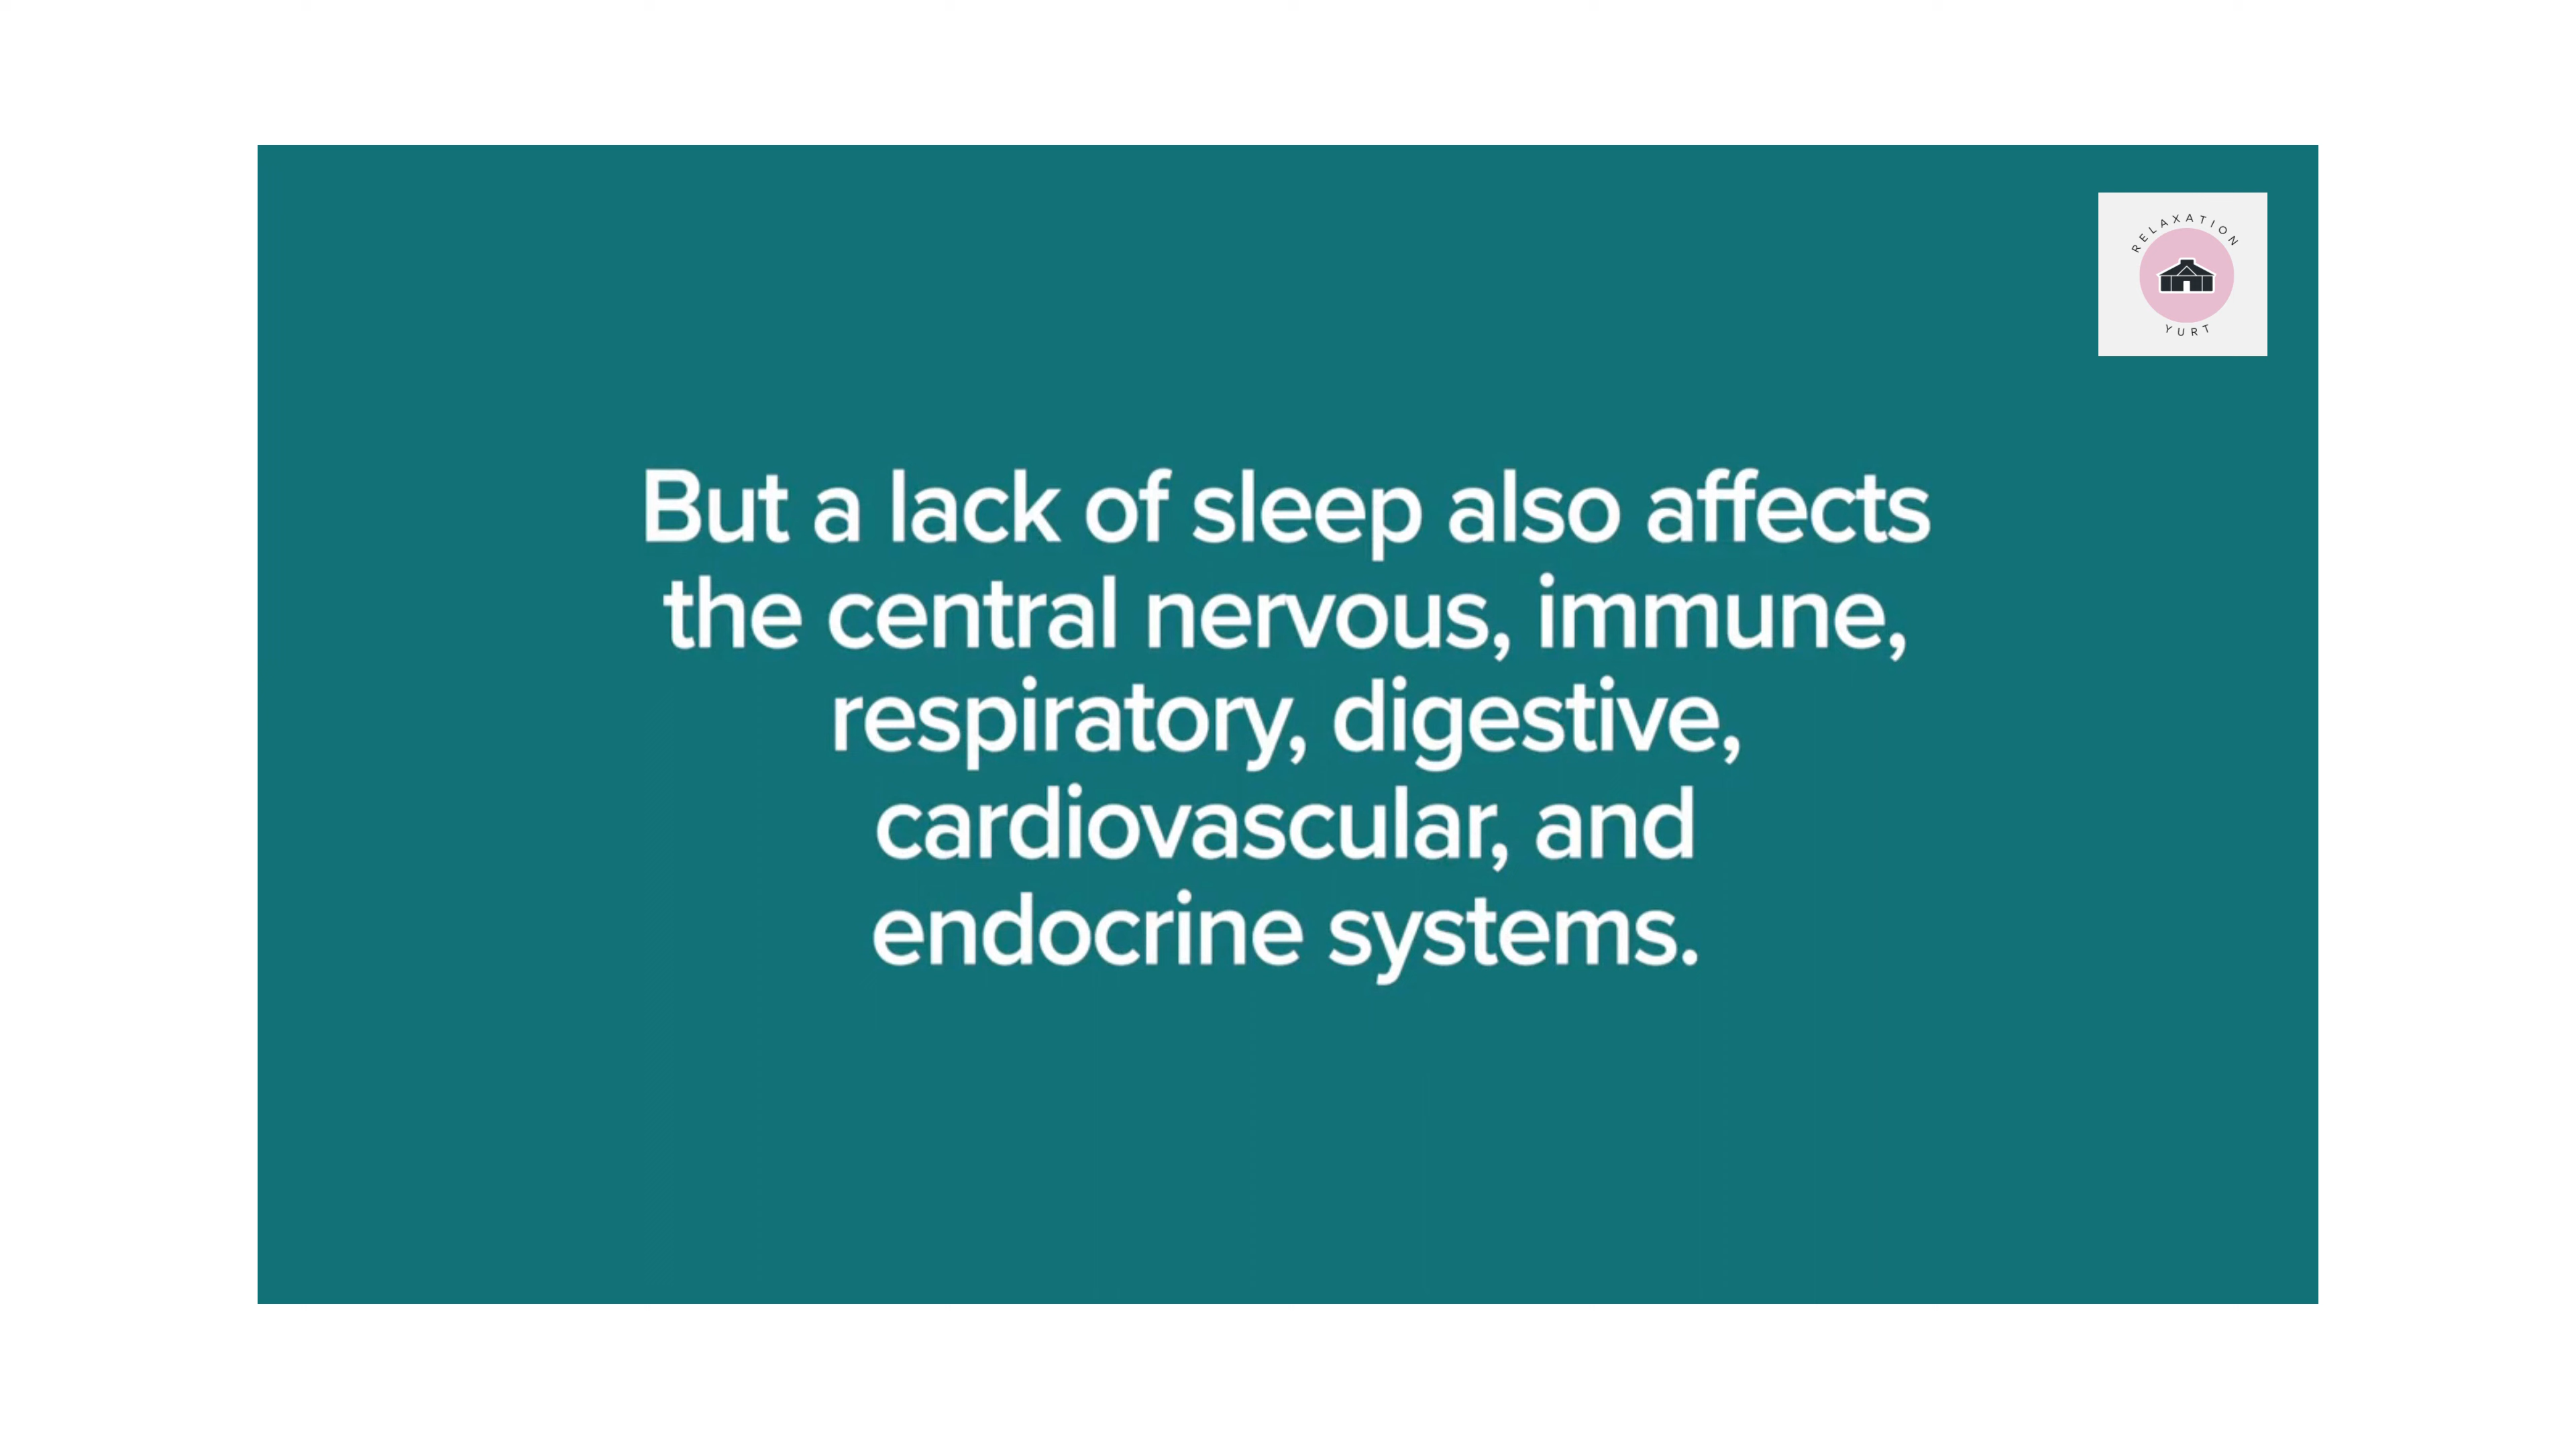 RELAXATION
YURT
But a lack of sleep also affects
the central nervous, immune,
respiratory, digestive,
cardiovascular, and
endocrine systems.